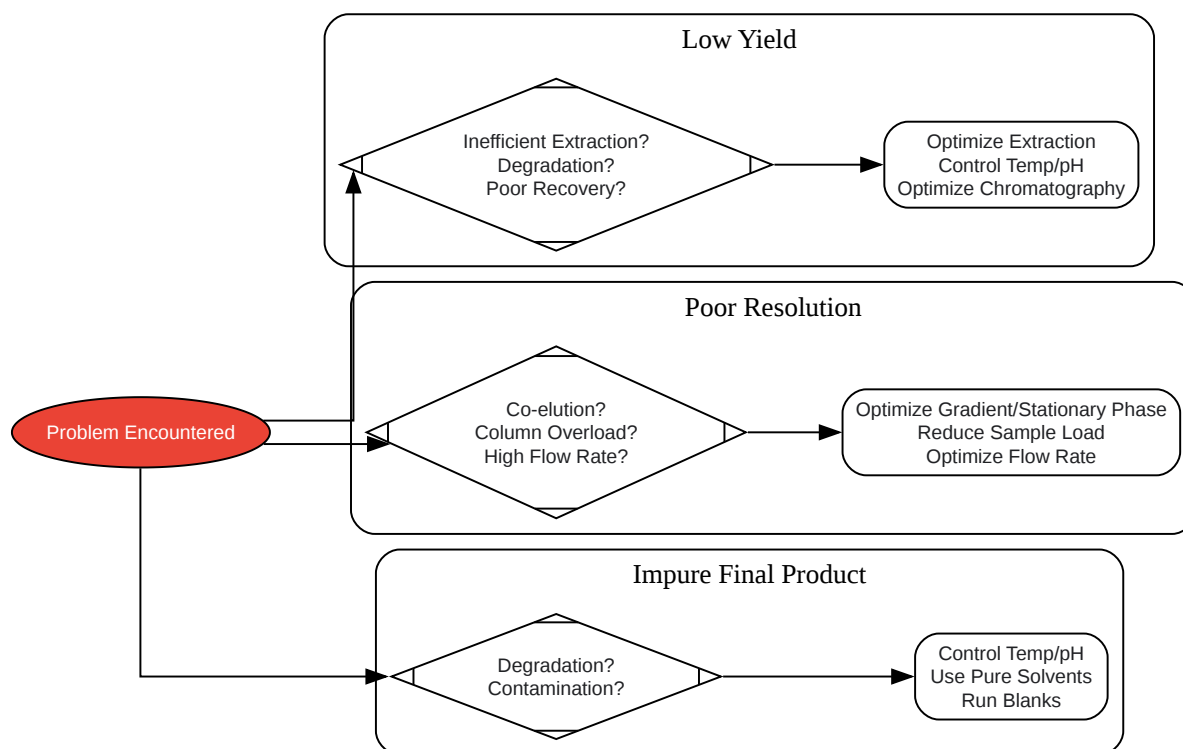 Low Yield
Inefficient Extraction?
Degradation?
Poor Recovery?
Optimize Extraction
Control Temp/pH
Optimize Chromatography
Poor Resolution
Problem Encountered
Co-elution?
Column Overload?
High Flow Rate?
Optimize Gradient/Stationary Phase
Reduce Sample Load
Optimize Flow Rate
Impure Final Product
Degradation?
Contamination?
Control Temp/pH
Use Pure Solvents
Run Blanks